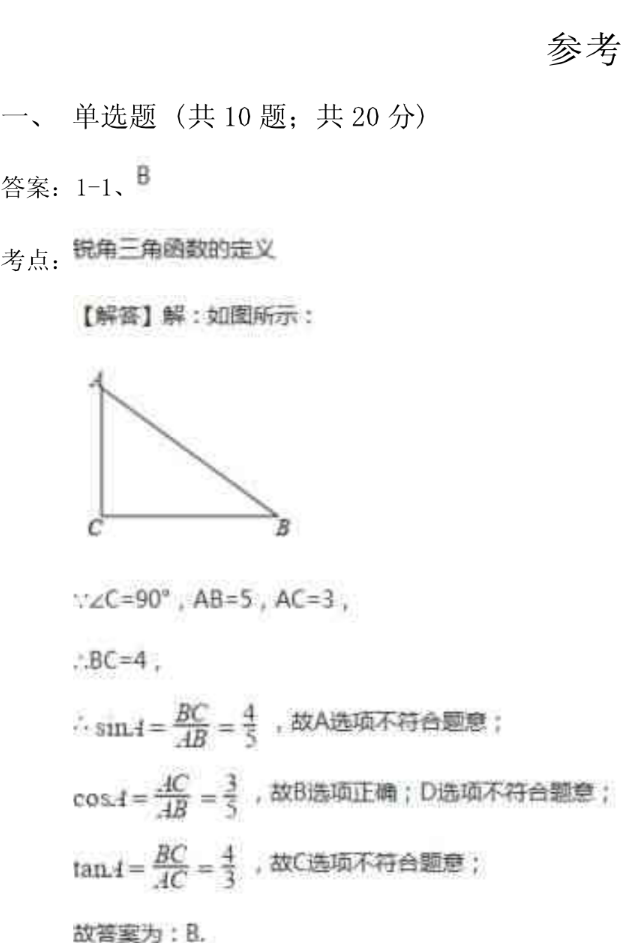 参考
一、 单选题 (共 10 题；共 20 分)
答案：1-1、B
考点：锐角三角函数的定义
【解答】解：如图所示：
A
C B
∵∠C=90°，AB=5，AC=3，
∴BC=4，
∴ sinA = BC/AB = 4/5 ，故A选项不符合题意；
cosA = AC/AB = 3/5 ，故B选项正确；D选项不符合题意；
tanA = BC/AC = 4/3 ，故C选项不符合题意；
故答案为：B.